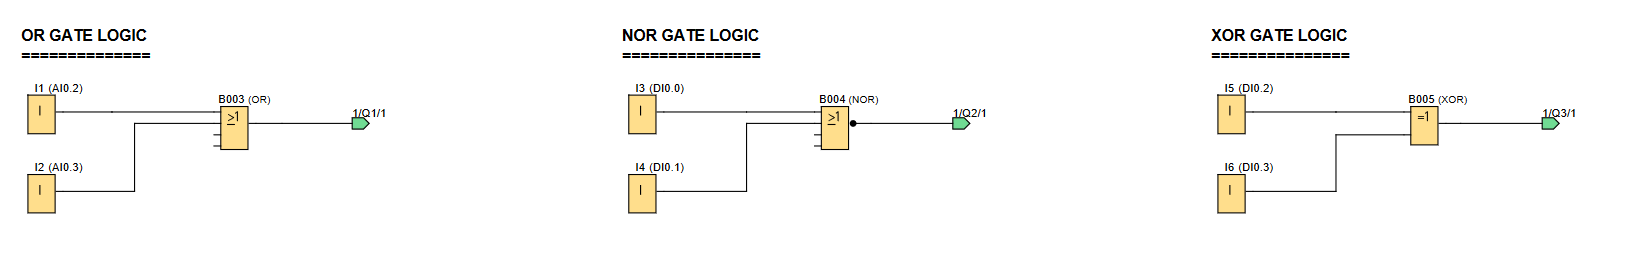 OR GATE LOGIC
==============
I1 (AI0.2)
I
B003 (OR)
>1
1/Q1/1
I2 (AI0.3)
I
NOR GATE LOGIC
===============
I3 (DI0.0)
I
B004 (NOR)
>1
1/Q2/1
I4 (DI0.1)
I
XOR GATE LOGIC
===============
I5 (DI0.2)
I
B005 (XOR)
=1
1/Q3/1
I6 (DI0.3)
I